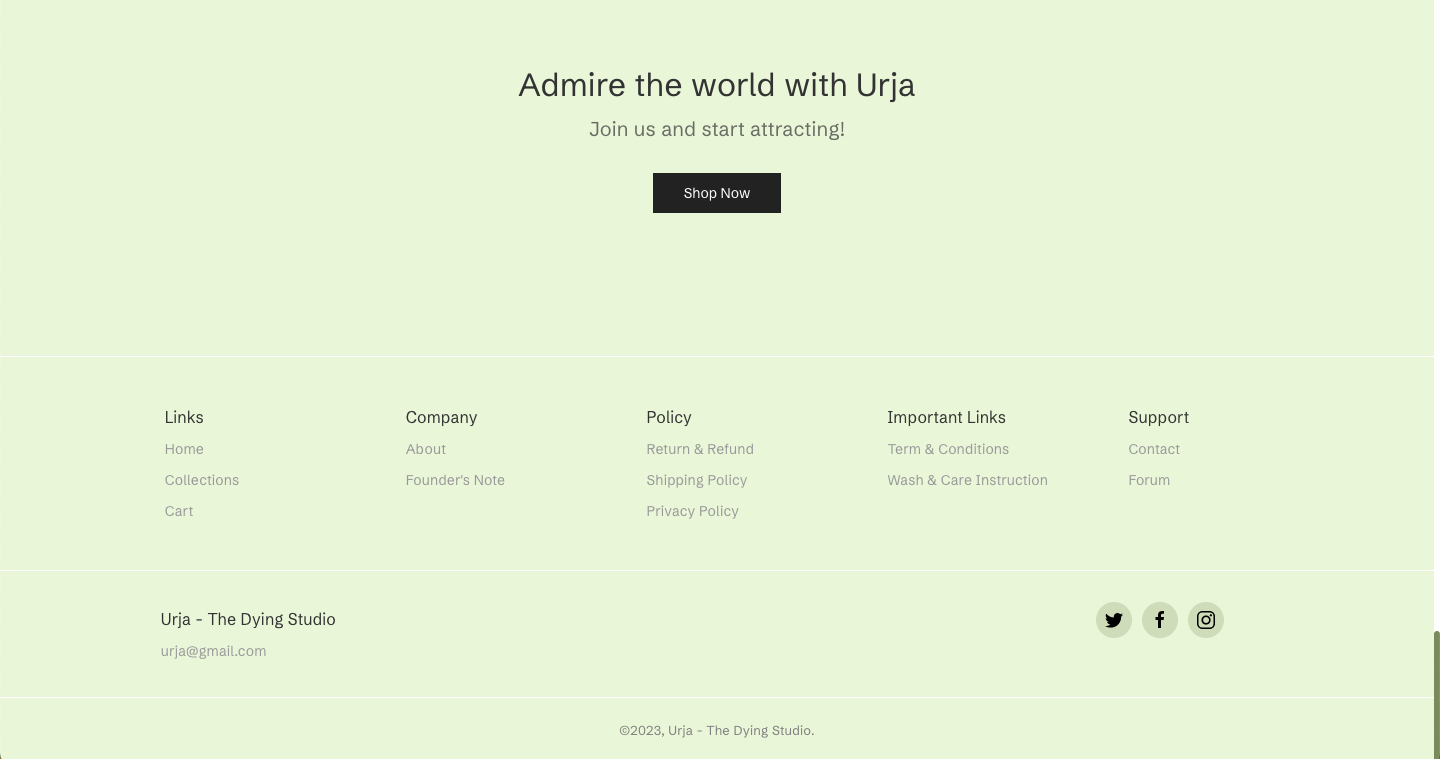 Admire the world with Urja
Join us and start attracting!
Shop Now
Links
Home
Collections
Cart
Company
About
Founder's Note
Policy
Return & Refund
Shipping Policy
Privacy Policy
Important Links
Term & Conditions
Wash & Care Instruction
Support
Contact
Forum
Urja - The Dying Studio
urja@gmail.com
©2023, Urja - The Dying Studio.